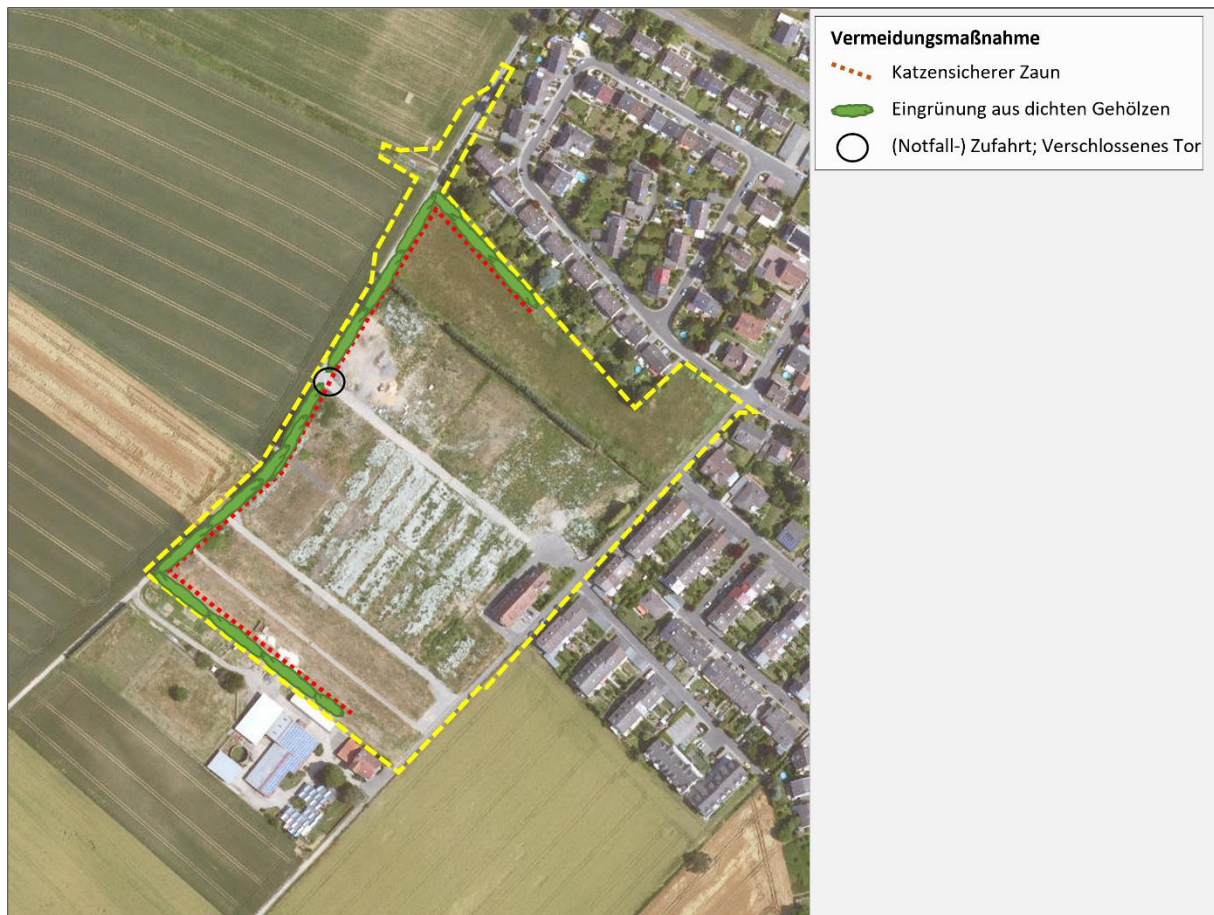 Vermeidungsmaßnahme
Katzensicherer Zaun
Eingrünung aus dichten Gehölzen
(Notfall-) Zufahrt; Verschlossenes Tor